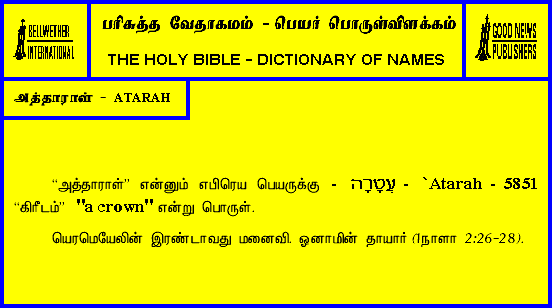 BELLWETHER
INTERNATIONAL
பரிசுத்த வேதாகமம் - பெயர் பொருள்விளக்கம்
THE HOLY BIBLE - DICTIONARY OF NAMES
GOOD NEWS
PUBLISHERS
அத்தாராள் - ATARAH
“அத்தாராள்” என்னும் எபிரெய பெயருக்கு - עֲטָרָה - `Atarah - 5851
“கிரீடம்” "a crown" என்று பொருள்.
யெரமெயேலின் இரண்டாவது மனைவி. ஒனாமின் தாயார் (1நாளா 2:26-28).